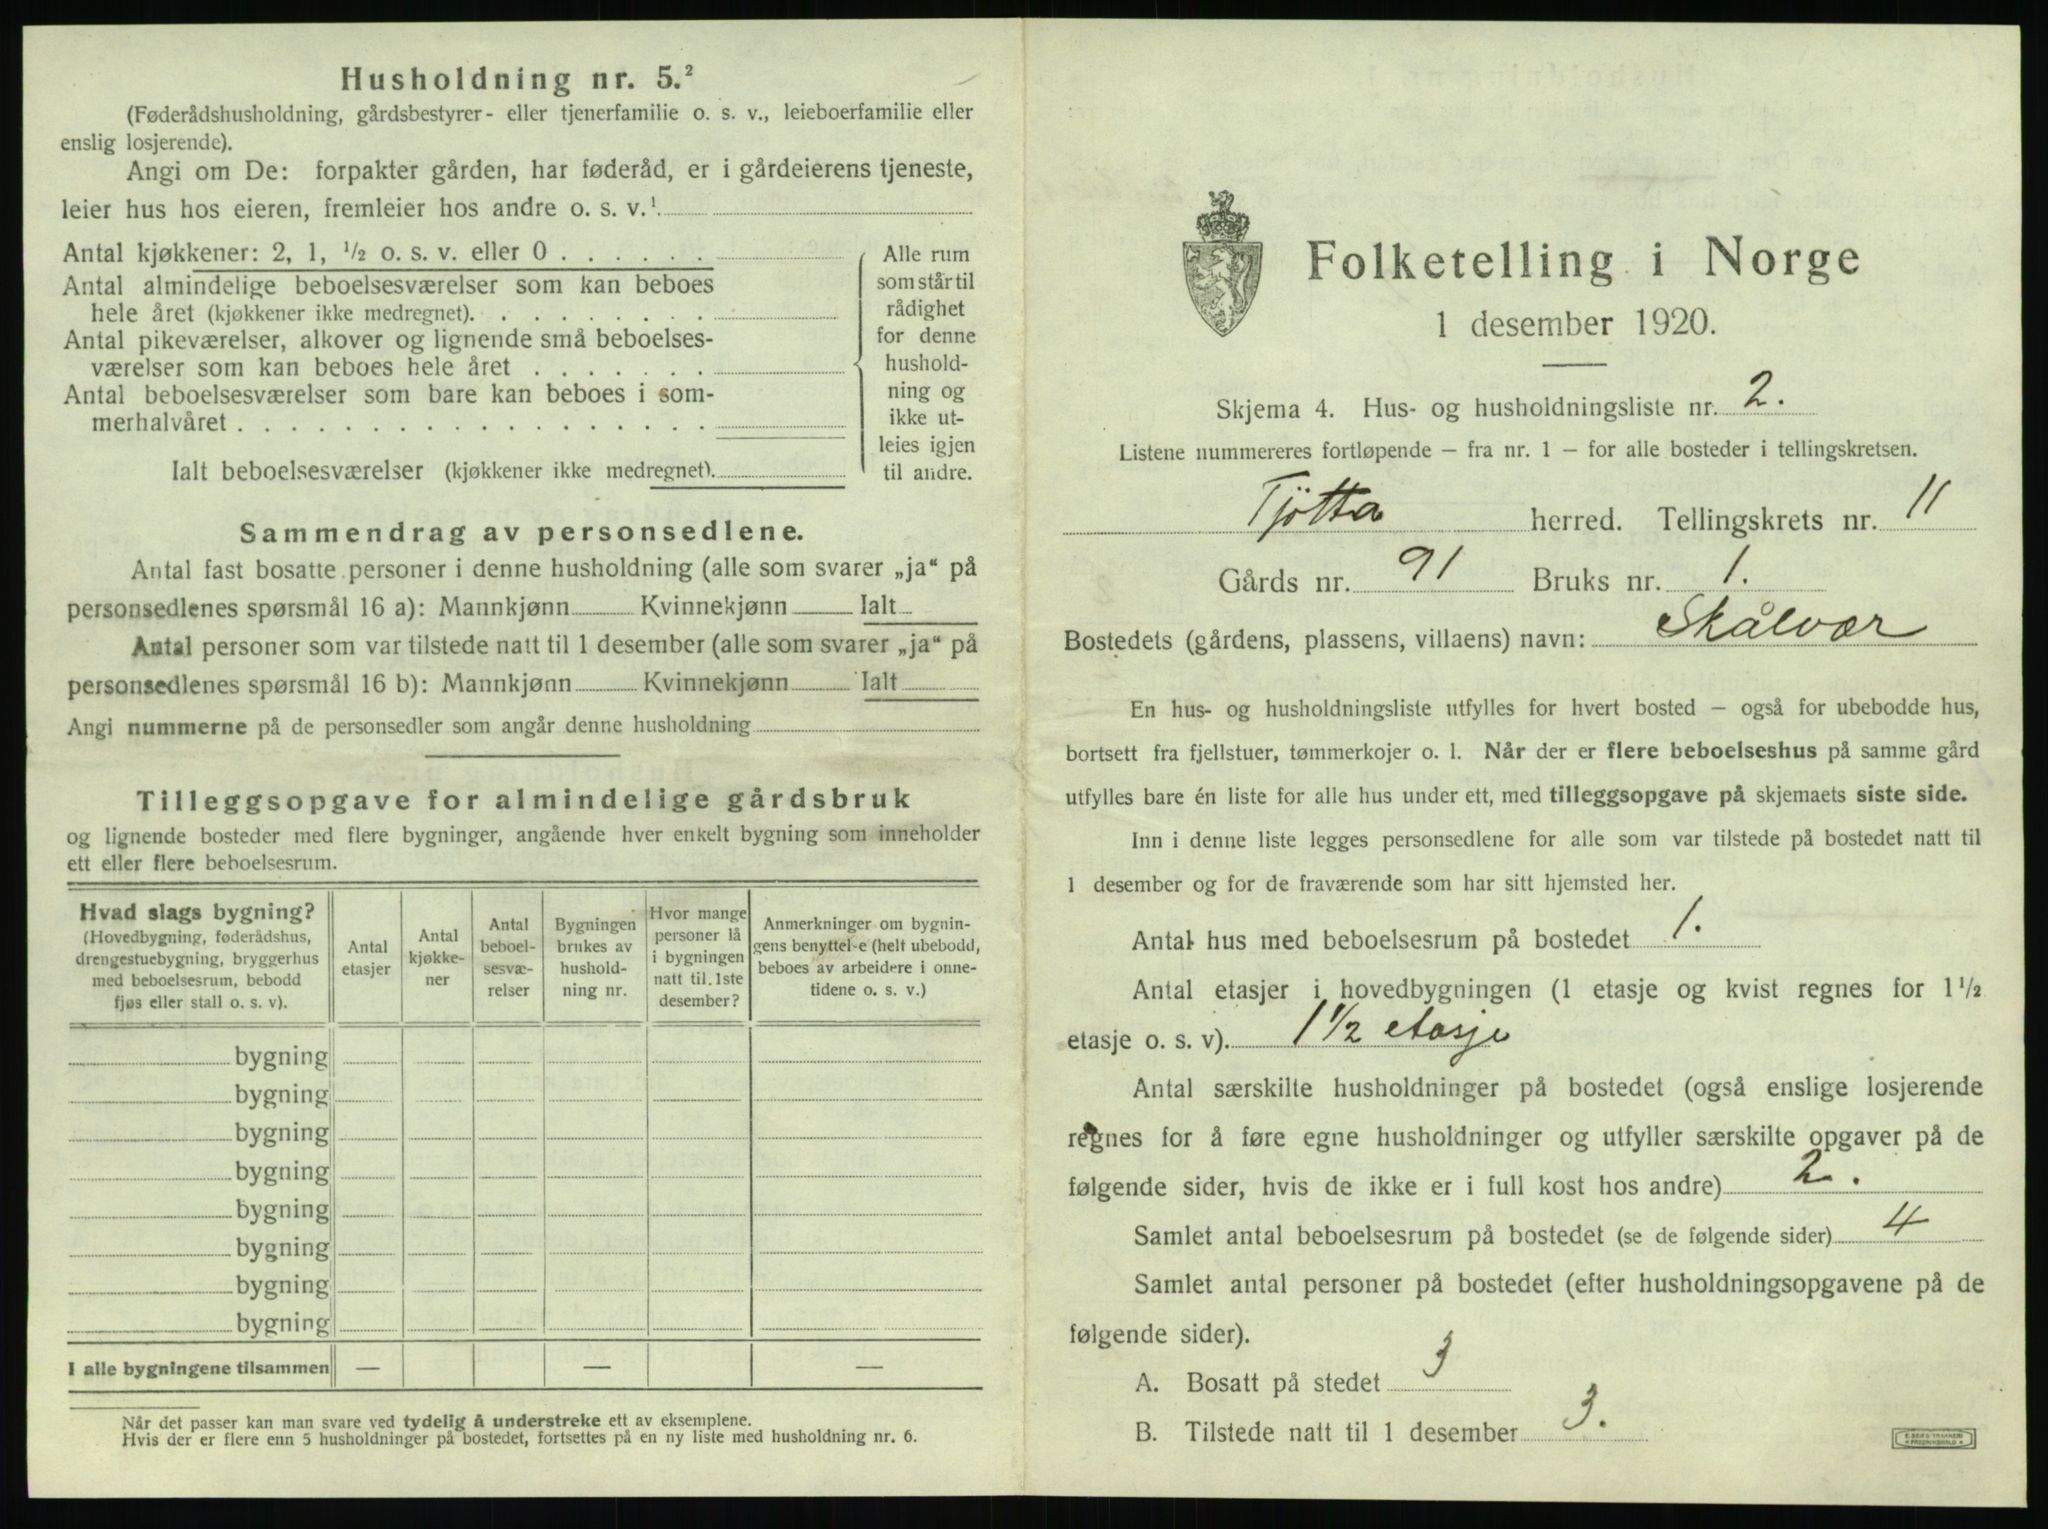 Husholdning nr. 5.²
(Føderådshusholdning, gårdsbestyrer- eller tjenerfamilie o. s. v., leieboerfamilie eller
enslig losjerende).
Angi om De: forpakter gården, har føderåd, er i gårdeierens tjeneste,
leier hus hos eieren, fremleier hos andre o. s. v.¹
Antal kjøkkener: 2, 1, ½ o. s. v. eller 0 . . . . . .
Antal almindelige beboelsesværelser som kan beboes
hele året (kjøkkener ikke medregnet). . . . . . . . .
Antal pikeværelser, alkover og lignende små beboelses-
værelser som kan beboes hele året . . . . . . .
Antal beboelsesværelser som bare kan beboes i som-
merhalvåret . . . . . . . . . . . . . . . . . .
Ialt beboelsesværelser (kjøkkener ikke medregnet).
Alle rum
som står til
rådighet
for denne
hushold-
ning og
ikke ut-
leies igjen
til andre.
Sammendrag av personsedlene.
Antal fast bosatte personer i denne husholdning (alle som svarer „ja“ på
personsedlenes spørsmål 16 a): Mannkjønn Kvinnekjønn Ialt
Antal personer som var tilstede natt til 1 desember (alle som svarer „ja“ på
personsedlenes spørsmål 16 b): Mannkjønn Kvinnekjønn Ialt
Angi nummerne på de personsedler som angår denne husholdning
Tilleggsopgave for almindelige gårdsbruk
og lignende bosteder med flere bygninger, angående hver enkelt bygning som inneholder
ett eller flere beboelsesrum.
Hvad slags bygning?
(Hovedbygning, føderådshus,
drengestuebygning, bryggerhus
med beboelsesrum, bebodd
fjøs eller stall o. s. v).
Antal
etasjer
Antal
kjøkke-
ner
Antal
beboel-
sesvæ-
relser
Bygningen
brukes av
hushold-
ning nr.
Hvor mange
personer lå
i bygningen
natt til 1ste
desember?
Anmerkninger om bygnin-
gens benyttel-e (helt ubebodd,
beboes av arbeidere i onne-
tidene o. s. v.)
bygning
bygning
bygning
bygning
bygning
bygning
bygning
bygning
I alle bygningene tilsammen — — —
Når det passer kan man svare ved tydelig å understreke ett av eksemplene.
Hvis der er flere enn 5 husholdninger på bostedet, fortsettes på en ny liste med husholdning nr. 6.
Folketelling i Norge
1 desember 1920.
Skjema 4. Hus- og husholdningsliste nr. 2.
Listene nummereres fortløpende – fra nr. 1 – for alle bosteder i tellingskretsen.
Tjøtta herred. Tellingskrets nr. 11
Gårds nr. 91 Bruks nr. 1.
Bostedets (gårdens, plassens, villaens) navn: Skålvær
En hus- og husholdningsliste utfylles for hvert bosted – også for ubebodde hus,
bortsett fra fjellstuer, tømmerkojer o. l. Når der er flere beboelseshus på samme gård
utfylles bare én liste for alle hus under ett, med tilleggsopgave på skjemaets siste side.
Inn i denne liste legges personsedlene for alle som var tilstede på bostedet natt til
1 desember og for de fraværende som har sitt hjemsted her.
Antal hus med beboelsesrum på bostedet 1.
Antal etasjer i hovedbygningen (1 etasje og kvist regnes for 1½
etasje o. s. v). 1½ etasje
Antal særskilte husholdninger på bostedet (også enslige losjerende
regnes for å føre egne husholdninger og utfyller særskilte opgaver på de
følgende sider, hvis de ikke er i full kost hos andre) 2.
Samlet antal beboelsesrum på bostedet (se de følgende sider) 4
Samlet antal personer på bostedet (efter husholdningsopgavene på de
følgende sider).
A. Bosatt på stedet 3
B. Tilstede natt til 1 desember 3.